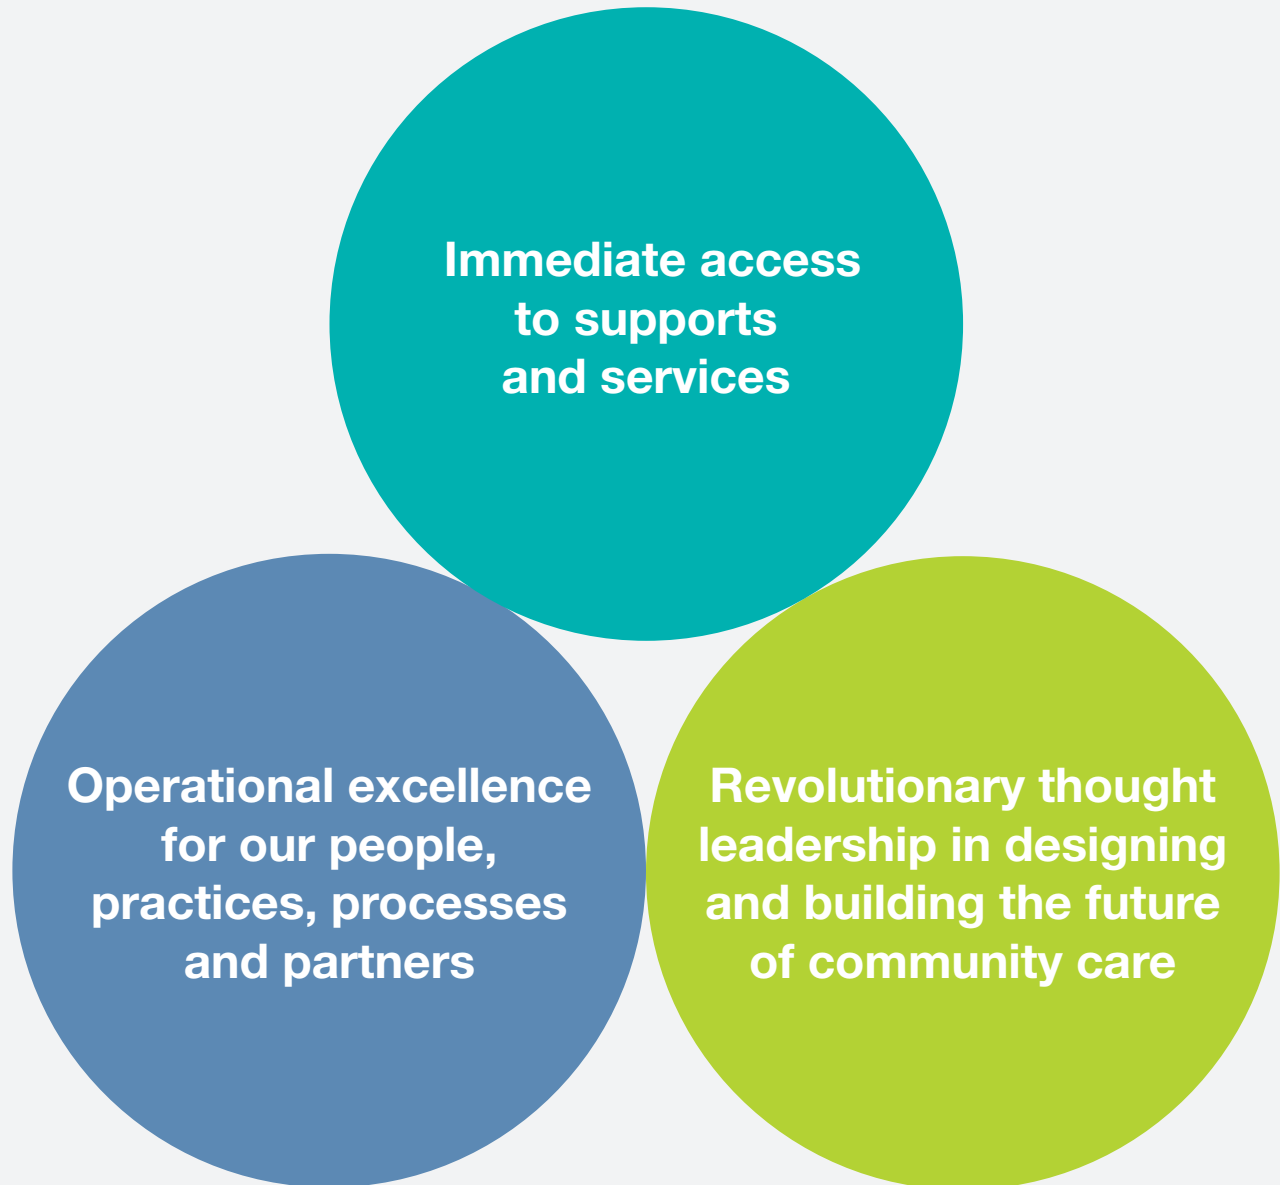 Immediate access
to supports
and services
Operational excellence
for our people,
practices, processes
and partners
Revolutionary thought
leadership in designing
and building the future
of community care